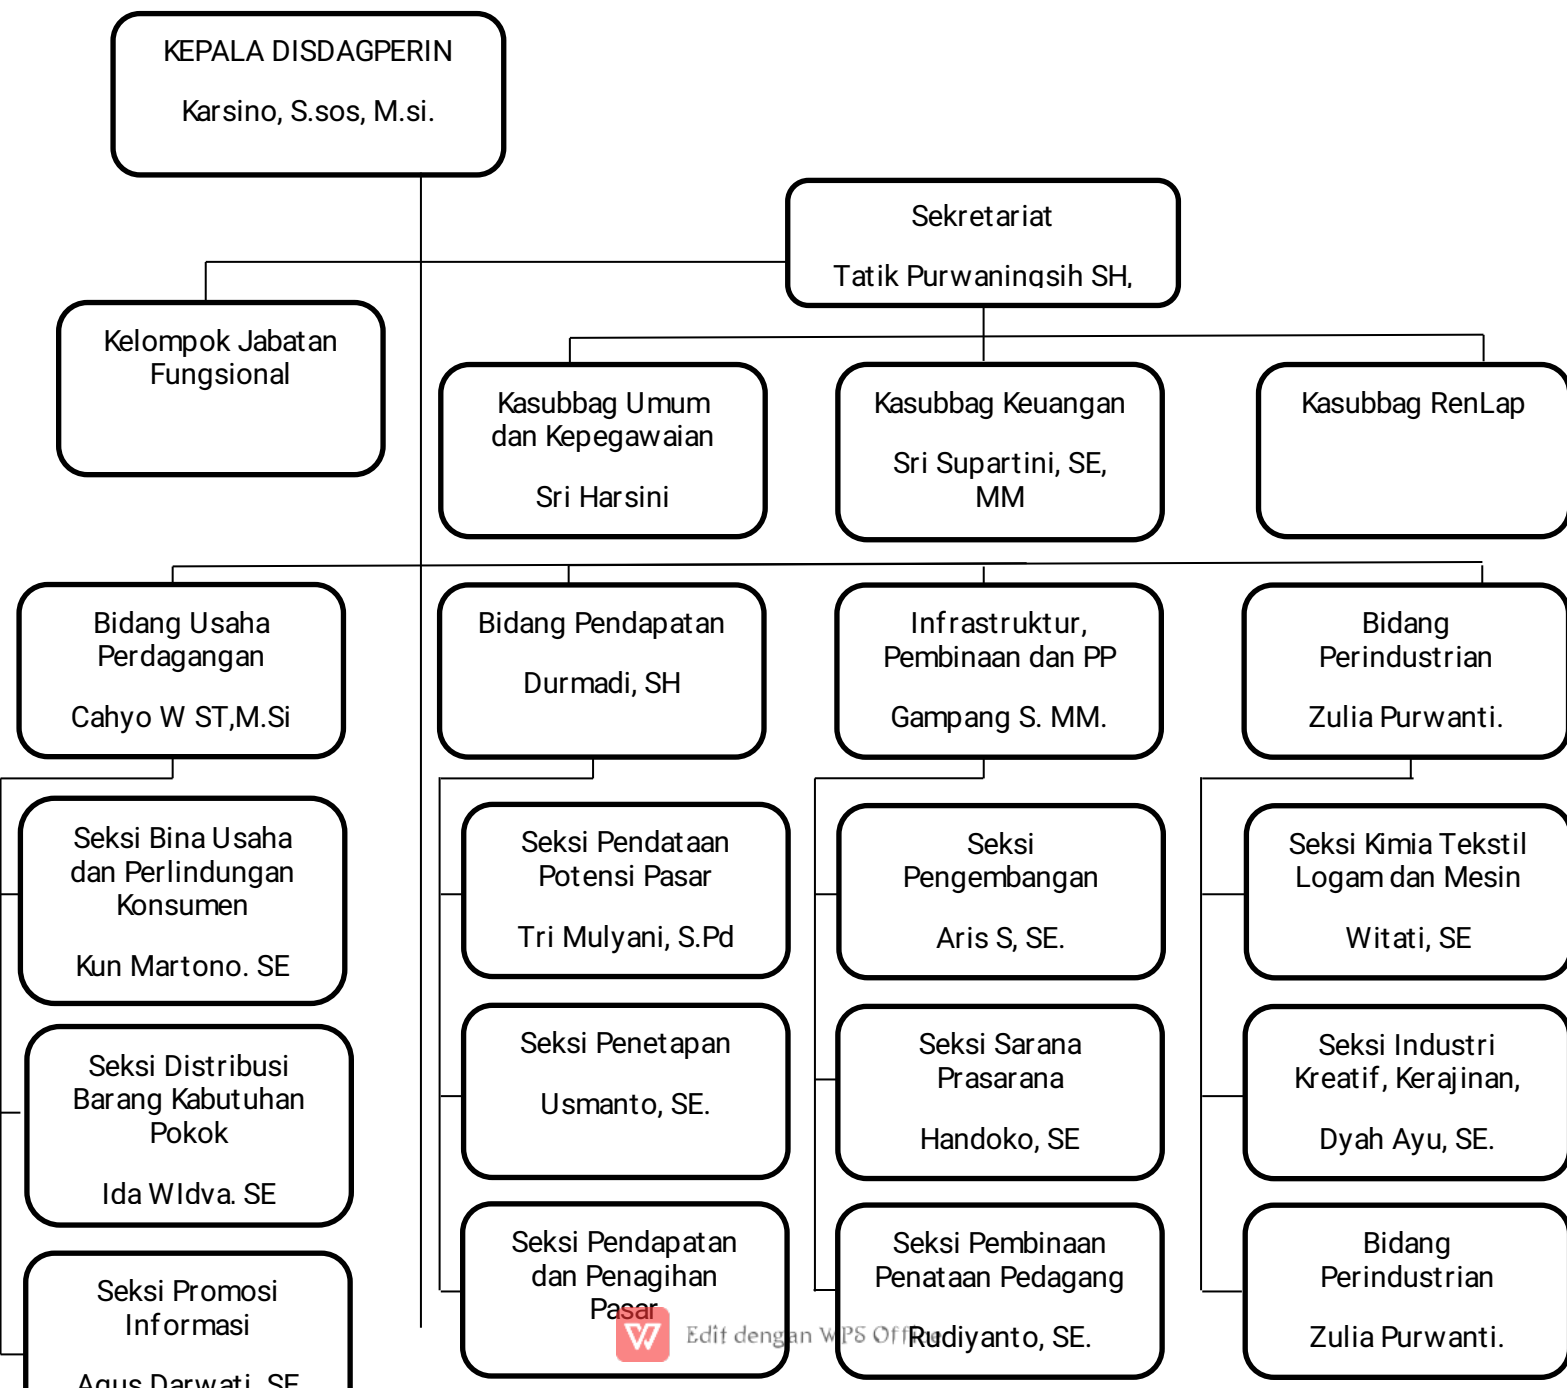 KEPALA DISDAGPERIN
Karsino, S.sos, M.si.
Sekretariat
Tatik Purwaningsih SH,
Kelompok Jabatan
Fungsional
Kasubbag Umum
dan Kepegawaian
Sri Harsini
Kasubbag Keuangan
Sri Supartini, SE,
MM
Kasubbag RenLap
Bidang Usaha
Perdagangan
Cahyo W ST,M.Si
Bidang Pendapatan
Durmadi, SH
Infrastruktur,
Pembinaan dan PP
Gampang S. MM.
Bidang
Perindustrian
Zulia Purwanti.
Seksi Bina Usaha
dan Perlindungan
Konsumen
Kun Martono. SE
Seksi Pendataan
Potensi Pasar
Tri Mulyani, S.Pd
Seksi
Pengembangan
Aris S, SE.
Seksi Kimia Tekstil
Logam dan Mesin
Witati, SE
Seksi Distribusi
Barang Kabutuhan
Pokok
Ida WIdya. SE
Seksi Penetapan
Usmanto, SE.
Seksi Sarana
Prasarana
Handoko, SE
Seksi Industri
Kreatif, Kerajinan,
Dyah Ayu, SE.
Seksi Promosi
Informasi
Agus Darwati, SE
Seksi Pendapatan
dan Penagihan
Pasar
Seksi Pembinaan
Penataan Pedagang
Rudiyanto, SE.
Bidang
Perindustrian
Zulia Purwanti.
Edit dengan WPS Office